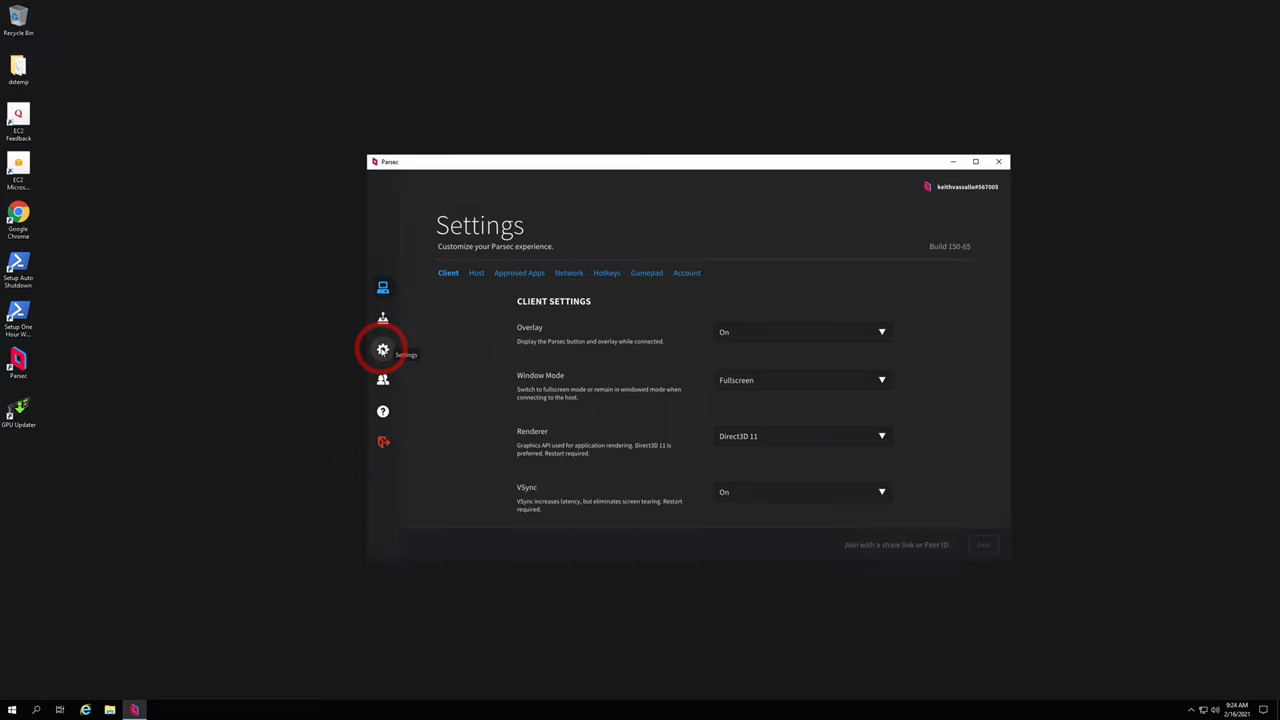 Recycle Bin
dxtemp
EC2
Feedback
EC2
Micros...
Google
Chrome
Setup Auto
Shutdown
Setup One
Hour W...
Parsec
GPU Updater
Parsec
keithvassallo#567005
Settings
Customize your Parsec experience.
Build 150-65
Client Host Approved Apps Network Hotkeys Gamepad Account
CLIENT SETTINGS
Overlay
Display the Parsec button and overlay while connected.
On
Window Mode
Switch to fullscreen mode or remain in windowed mode when
connecting to the host.
Fullscreen
Renderer
Graphics API used for application rendering. Direct3D 11 is
preferred. Restart required.
Direct3D 11
VSync
VSync increases latency, but eliminates screen tearing. Restart
required.
On
Settings
Join with a share link or Peer ID.
Join
9:24 AM
2/16/2021